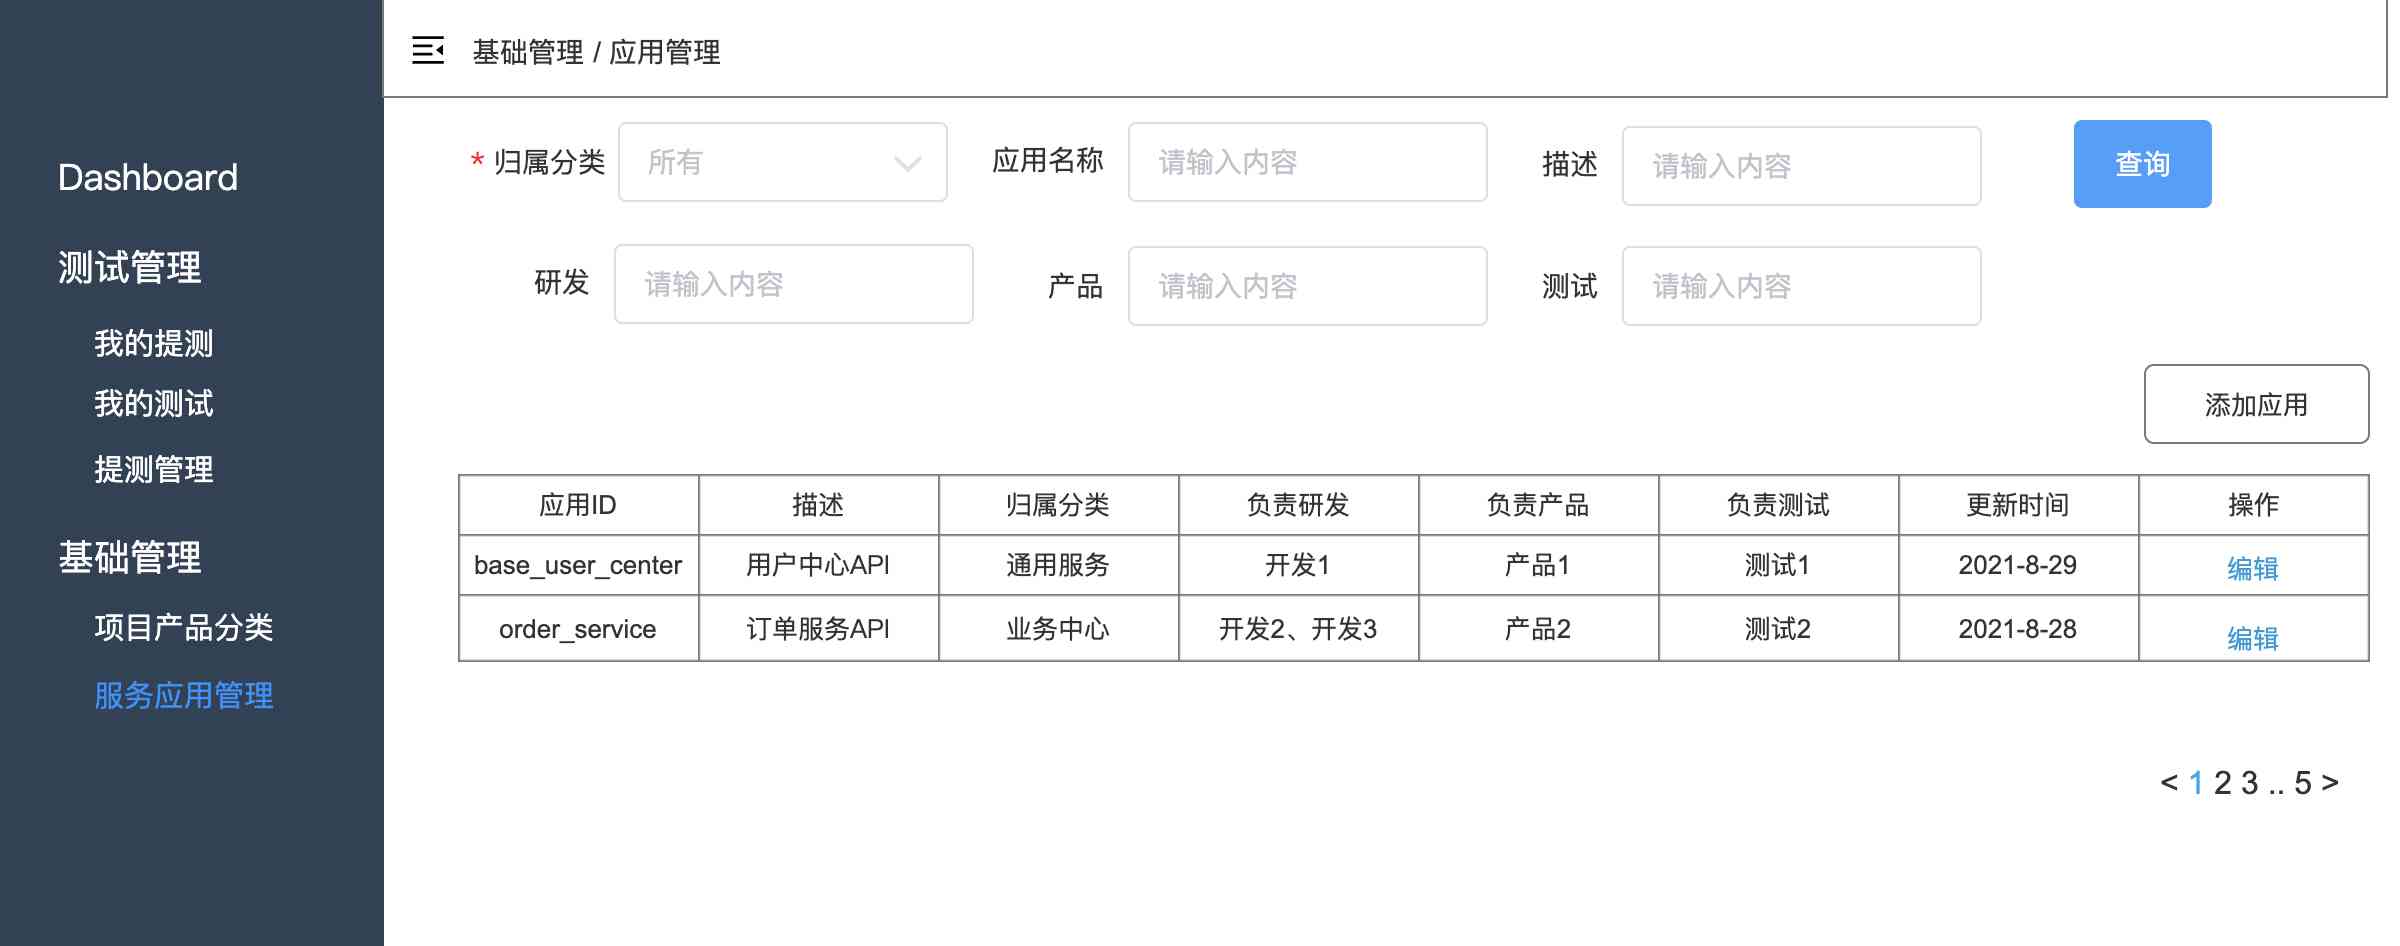 基础管理 / 应用管理
Dashboard
测试管理
我的提测
我的测试
提测管理
基础管理
项目产品分类
服务应用管理
* 归属分类 所有 应用名称 请输入内容 描述 请输入内容 查询
研发 请输入内容 产品 请输入内容 测试 请输入内容
添加应用
应用ID 描述 归属分类 负责研发 负责产品 负责测试 更新时间 操作
base_user_center 用户中心API 通用服务 开发1 产品1 测试1 2021-8-29 编辑
order_service 订单服务API 业务中心 开发2、开发3 产品2 测试2 2021-8-28 编辑
< 1 2 3 .. 5 >